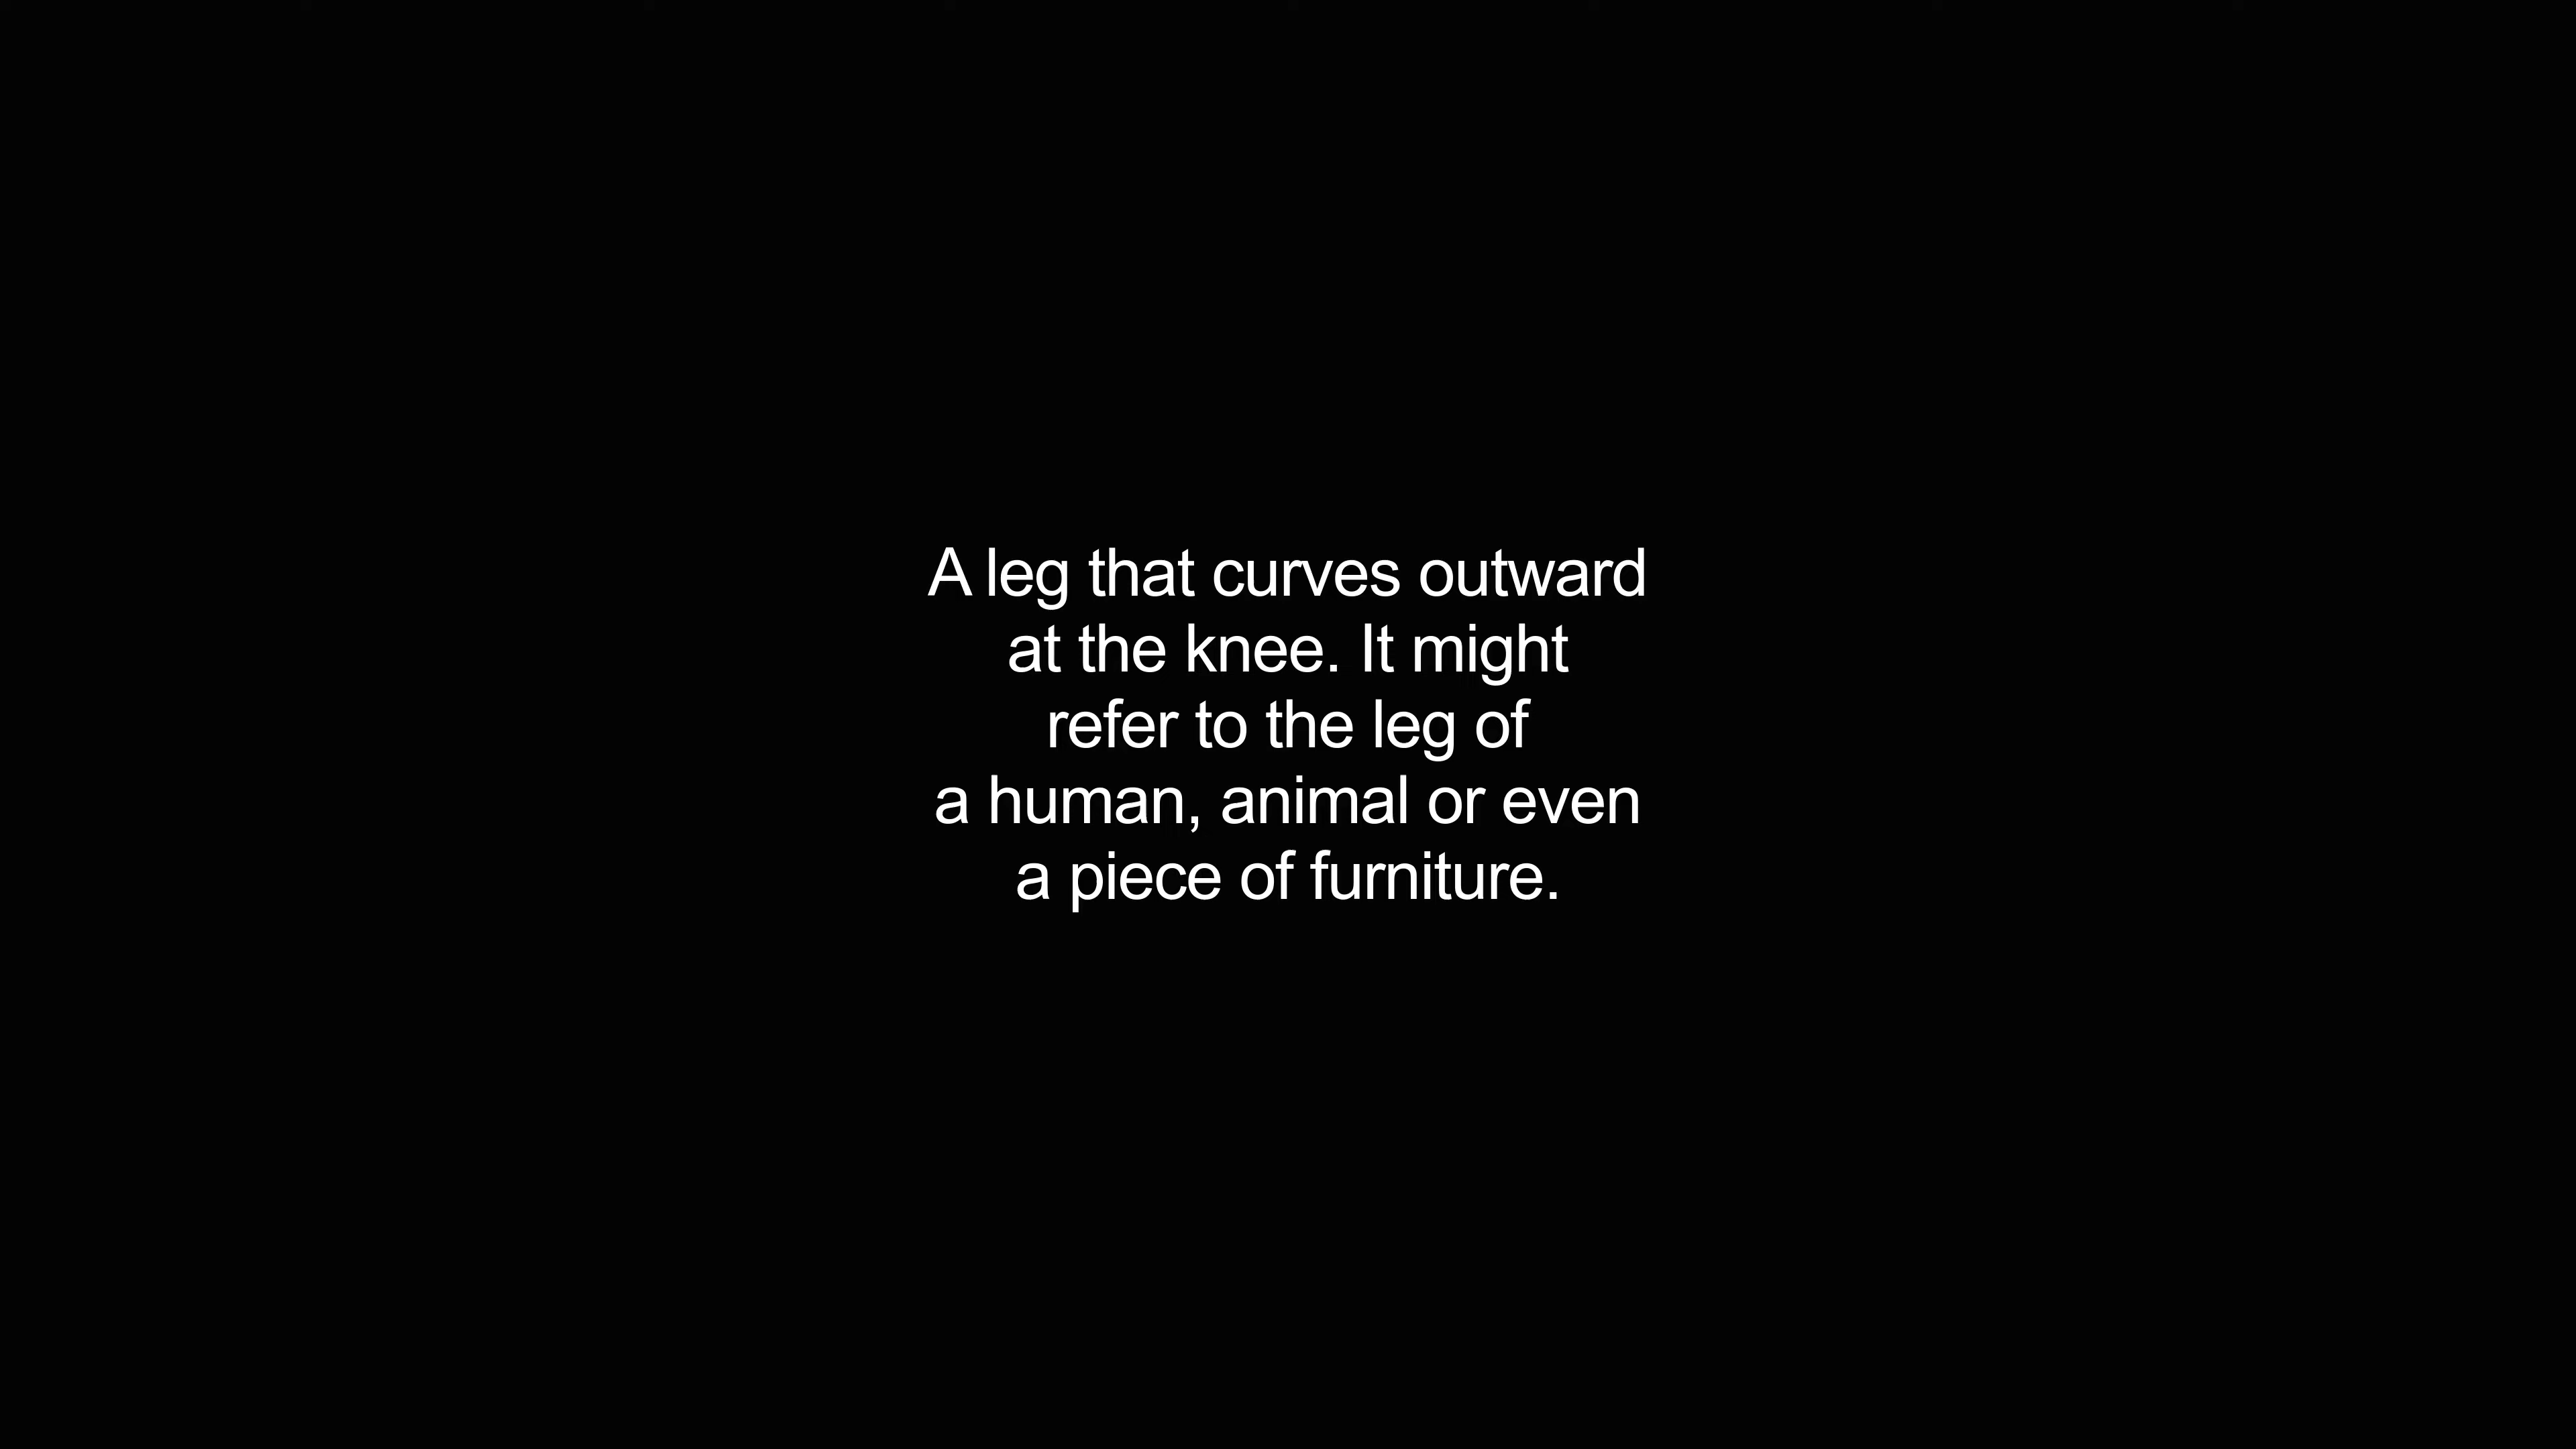 A leg that curves outward
at the knee. It might
refer to the leg of
a human, animal or even
a piece of furniture.